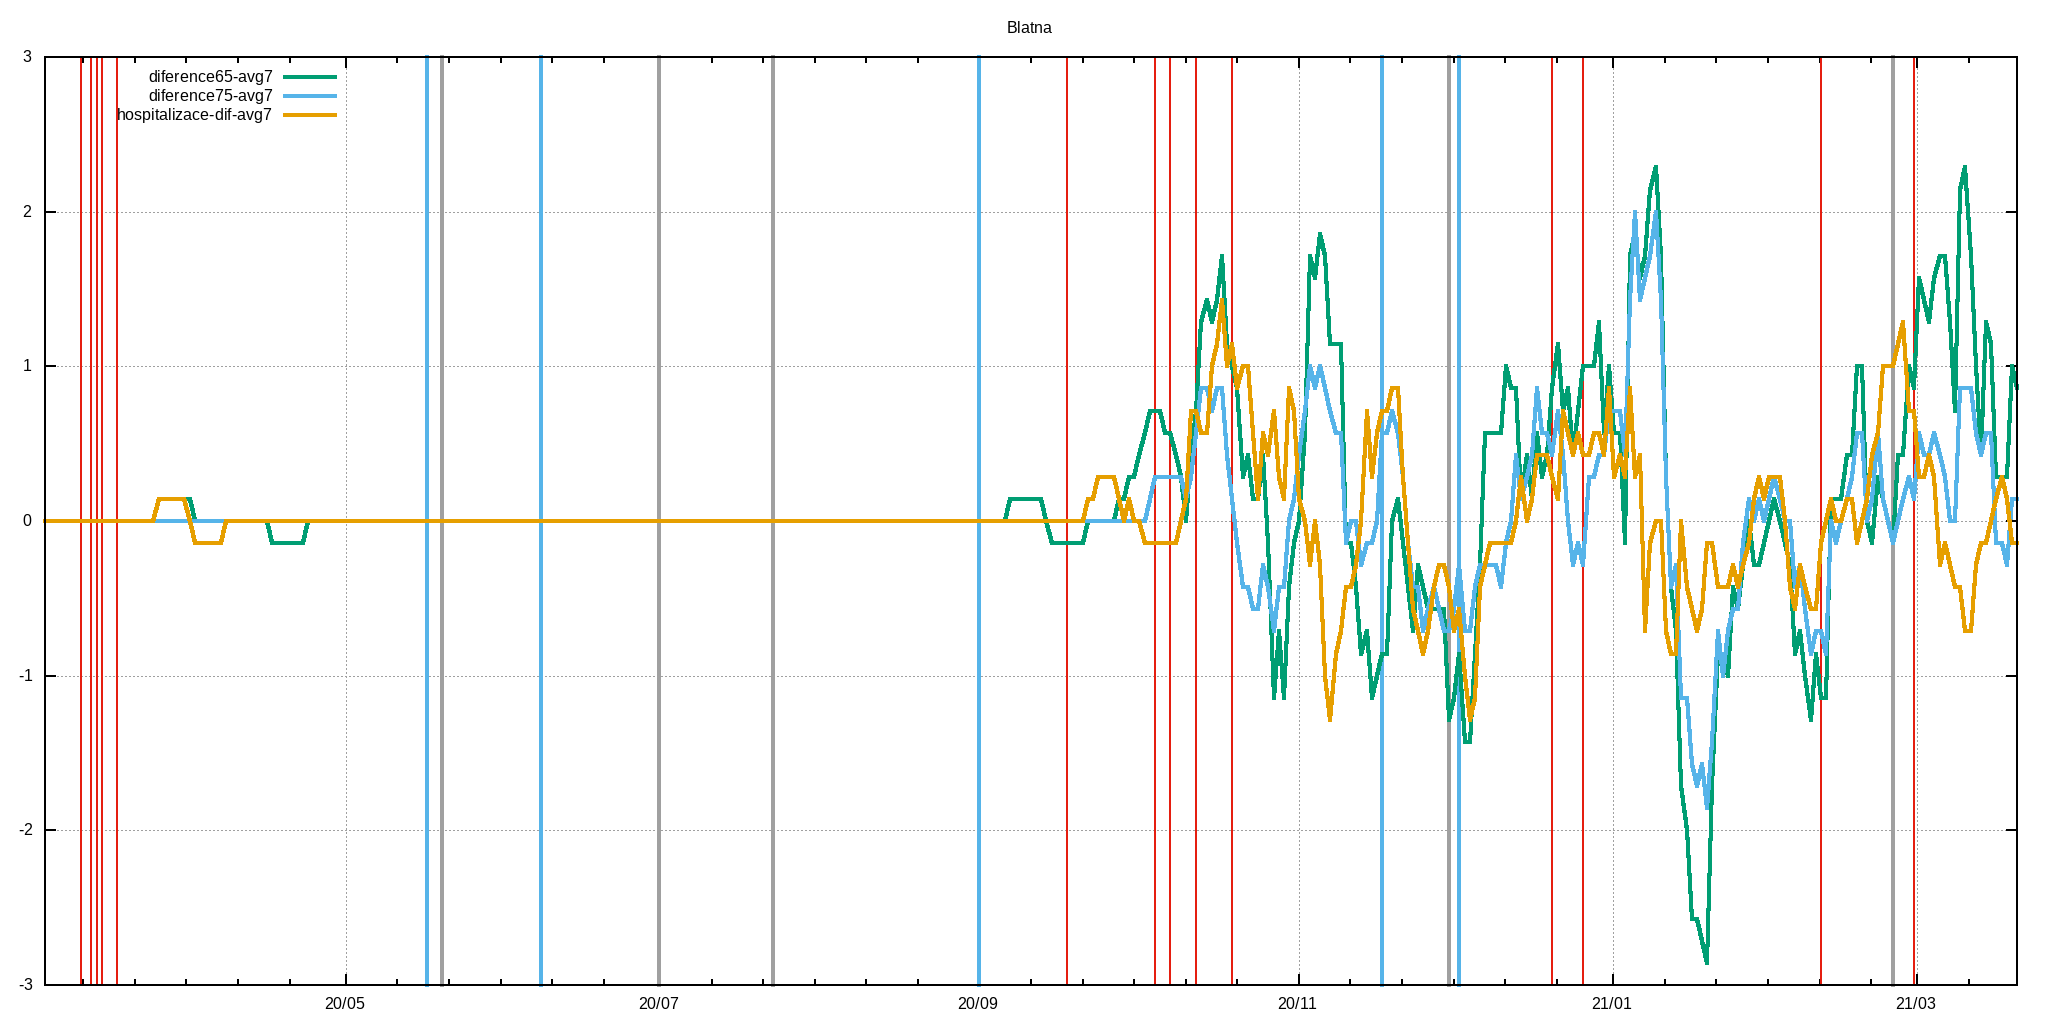 Blatna
3
diference65-avg7
diference75-avg7
hospitalizace-dif-avg7
2
1
0
-1
-2
-3
20/05 20/07 20/09 20/11 21/01 21/03